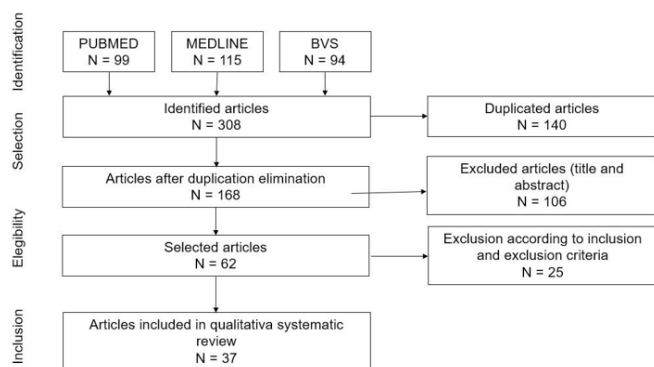 Identification
PUBMED
N = 99
MEDLINE
N = 115
BVS
N = 94
Selection
Identified articles
N = 308
Duplicated articles
N = 140
Articles after duplication elimination
N = 168
Excluded articles (title and
abstract)
N = 106
Elegibility
Selected articles
N = 62
Exclusion according to inclusion
and exclusion criteria
N = 25
Inclusion
Articles included in qualitativa systematic
review
N = 37